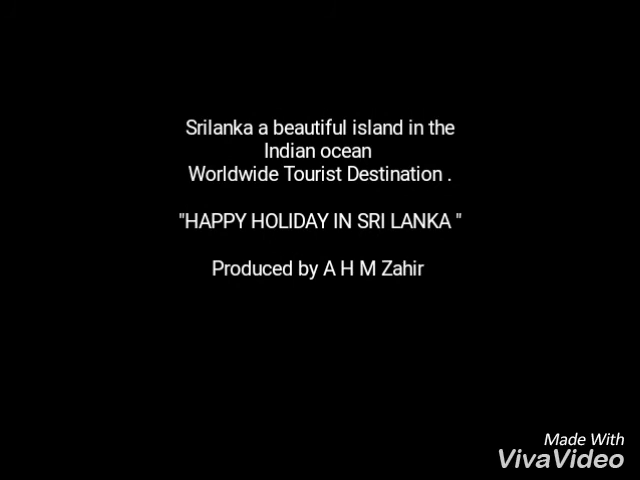 Srilanka a beautiful island in the
Indian ocean
Worldwide Tourist Destination .
"HAPPY HOLIDAY IN SRI LANKA "
Produced by A H M Zahir
Made With
VivaVideo